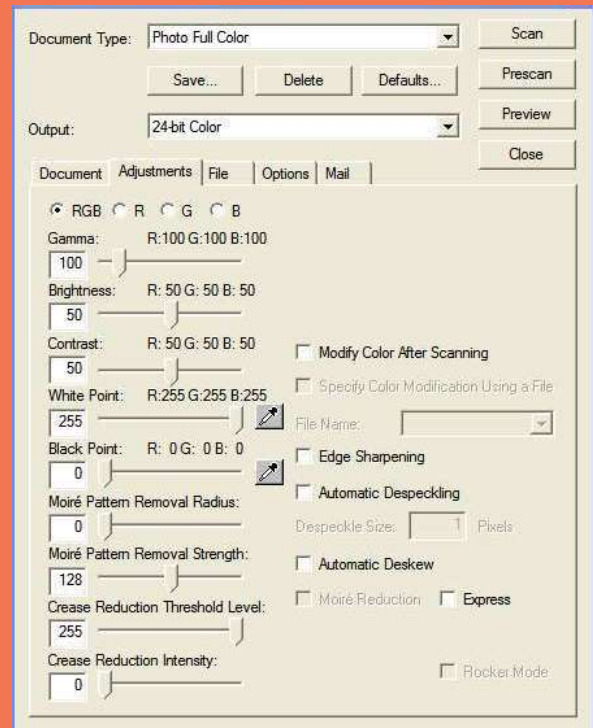 Document Type: Photo Full Color Scan
Save... Delete Defaults... Prescan
Preview
Output: 24-bit Color
Close
Document Adjustments File Options Mail
RGB R G B
Gamma: R:100 G:100 B:100
100
Brightness: R: 50 G: 50 B: 50
50
Contrast: R: 50 G: 50 B: 50
50
White Point: R:255 G:255 B:255
255
Black Point: R: 0 G: 0 B: 0
0
Moiré Pattern Removal Radius:
0
Moiré Pattern Removal Strength:
128
Crease Reduction Threshold Level:
255
Crease Reduction Intensity:
0
Modify Color After Scanning
Specify Color Modification Using a File
File Name:
Edge Sharpening
Automatic Despeckling
Despeckle Size: 1 Pixels
Automatic Deskew
Moiré Reduction Express
Rocker Mode